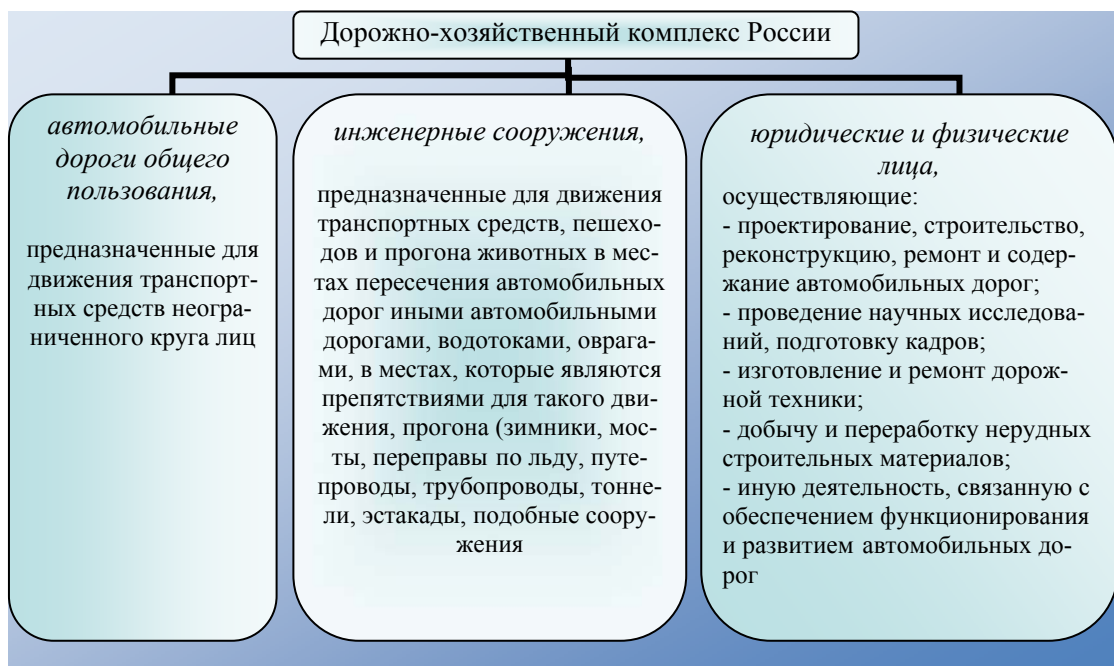 Дорожно-хозяйственный комплекс России
автомобильные
дороги общего
пользования,
предназначенные для
движения транспорт-
ных средств неогра-
ниченного круга лиц
инженерные сооружения,
предназначенные для движения
транспортных средств, пешехо-
дов и прогона животных в мес-
тах пересечения автомобильных
дорог иными автомобильными
дорогами, водотоками, оврага-
ми, в местах, которые являются
препятствиями для такого дви-
жения, прогона (зимники, мос-
ты, переправы по льду, путе-
проводы, трубопроводы, тонне-
ли, эстакады, подобные соору-
жения
юридические и физические
лица,
осуществляющие:
- проектирование, строительство,
реконструкцию, ремонт и содер-
жание автомобильных дорог;
- проведение научных исследова-
ний, подготовку кадров;
- изготовление и ремонт дорож-
ной техники;
- добычу и переработку нерудных
строительных материалов;
- иную деятельность, связанную с
обеспечением функционирования
и развитием автомобильных до-
рог